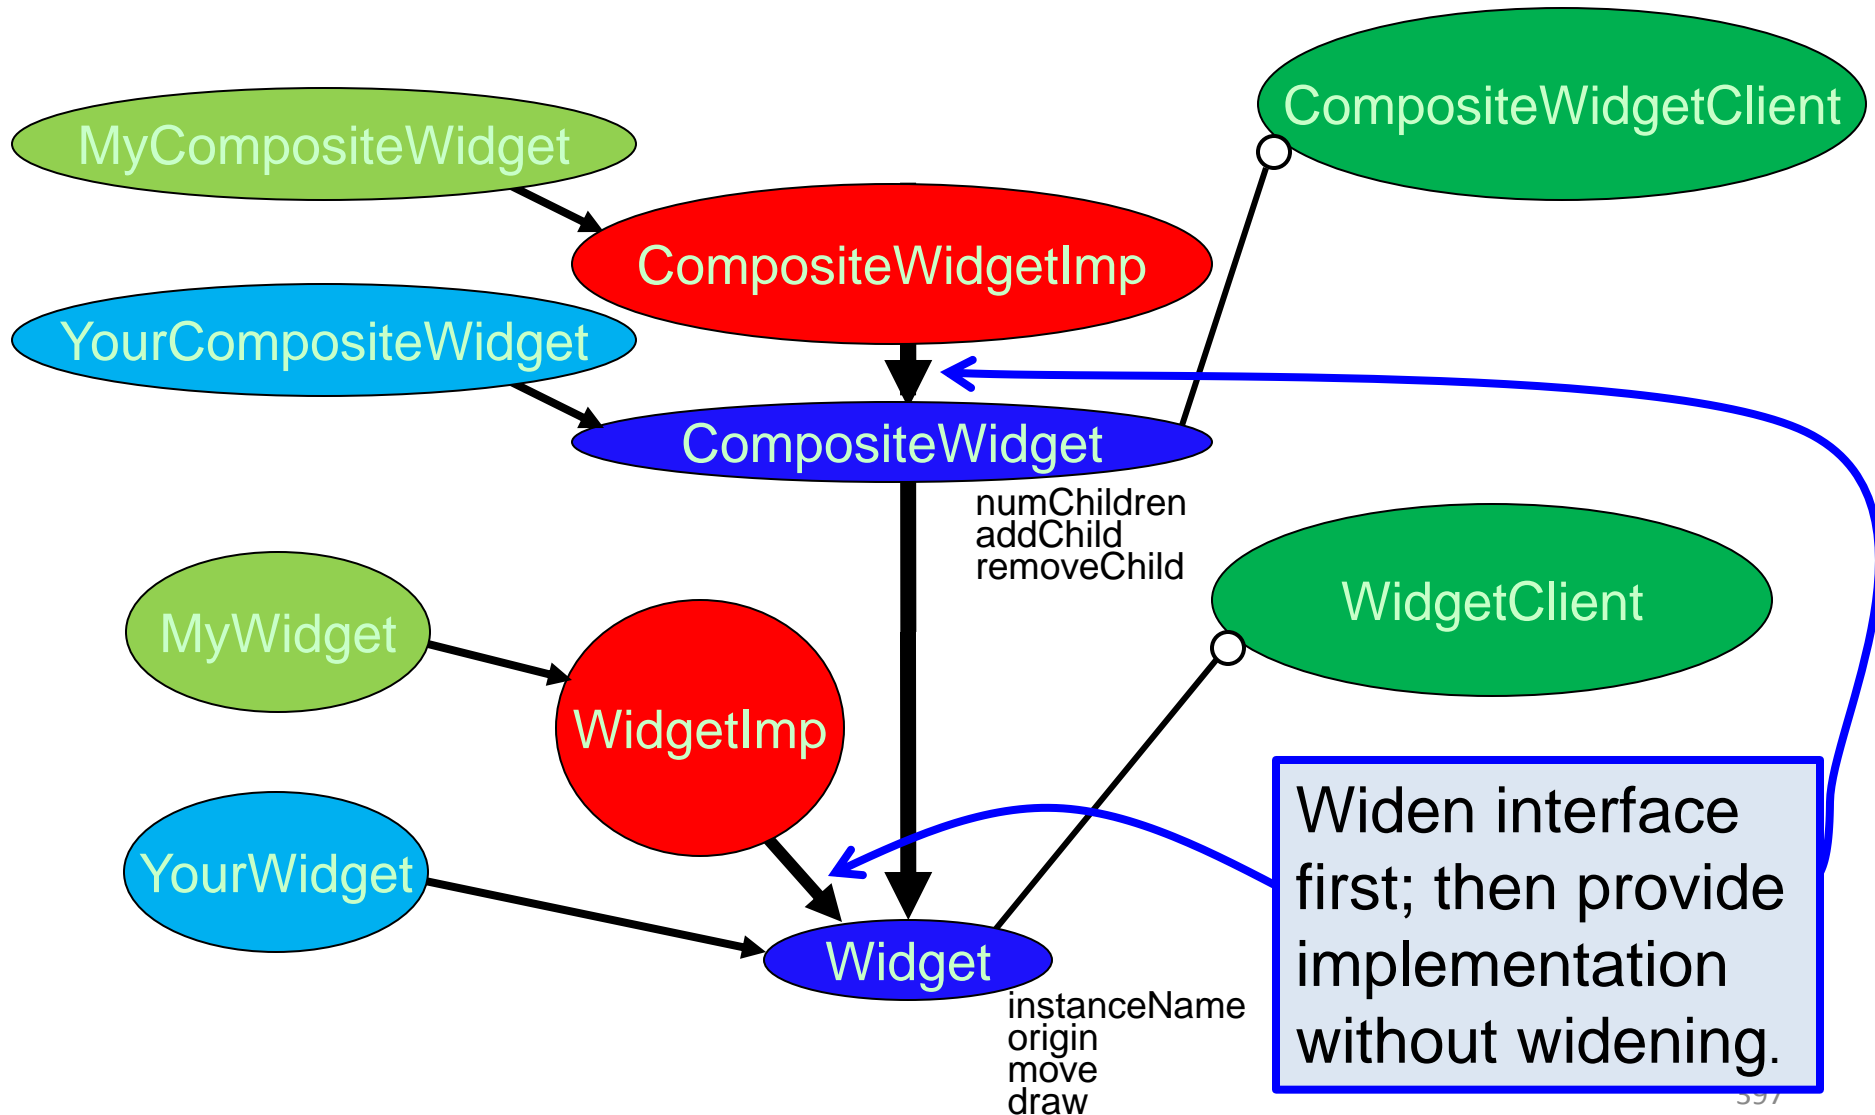 CompositeWidgetClient
MyCompositeWidget
CompositeWidgetImp
YourCompositeWidget
CompositeWidget
numChildren
addChild
removeChild
WidgetClient
MyWidget
WidgetImp
YourWidget
Widget
instanceName
origin
move
draw
Widen interface
first; then provide
implementation
without widening.
397